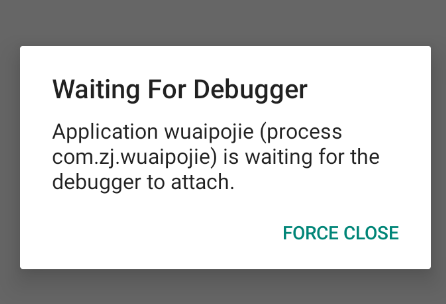 Waiting For Debugger
Application wuaipojie (process
com.zj.wuaipojie) is waiting for the
debugger to attach.
FORCE CLOSE